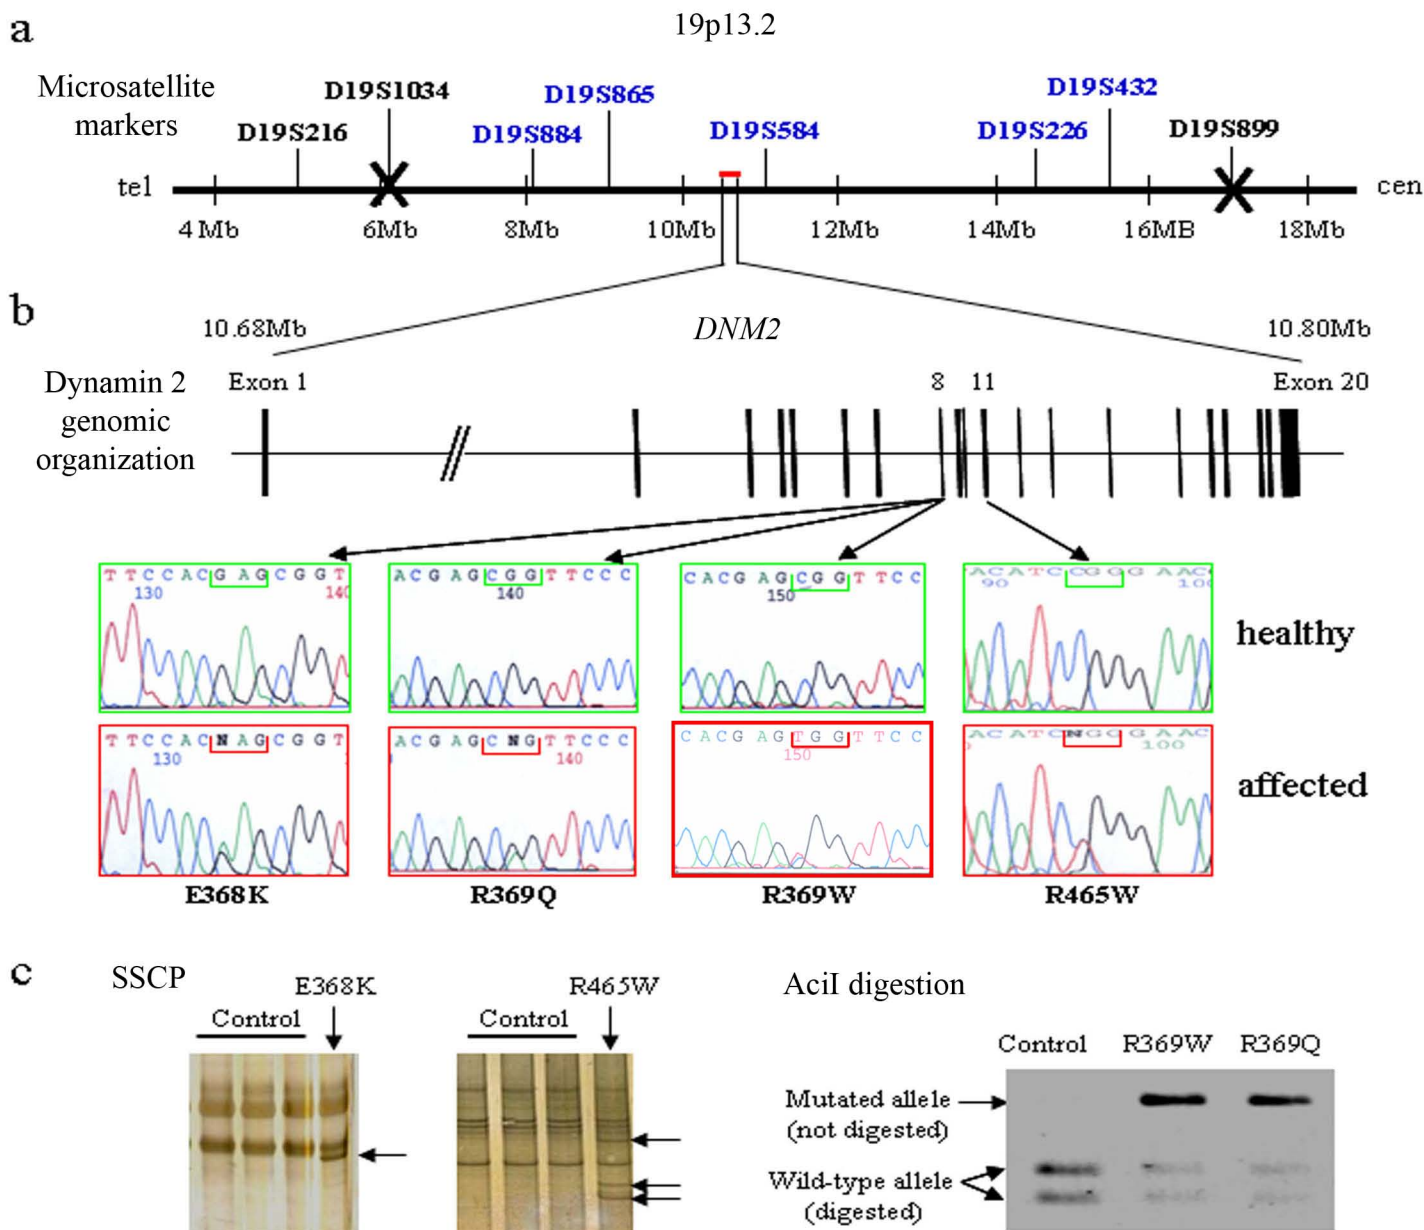 a
19p13.2
Microsatellite
markers
D19S216
D19S1034
D19S884
D19S865
D19S584
D19S226
D19S432
D19S899
tel
cen
4Mb
6Mb
8Mb
10Mb
12Mb
14Mb
16MB
18Mb
b
10.68Mb
DNM2
10.80Mb
Dynamin 2
genomic
organization
Exon 1
8
11
Exon 20
TTCCACGAGCGGT
130
140
ACGAGCGGTTCCC
140
CACGAGCGGTTCC
150
ACATCCGGGAAC
90
100
healthy
TTCCACNAGCGGT
130
ACGAGCNGTTCCC
140
CACGAGTGGTTCC
150
ACATCNGGGAAC
100
affected
E368K
R369Q
R369W
R465W
c
SSCP
E368K
Control
R465W
Control
AciI digestion
Control
R369W
R369Q
Mutated allele
(not digested)
Wild-type allele
(digested)